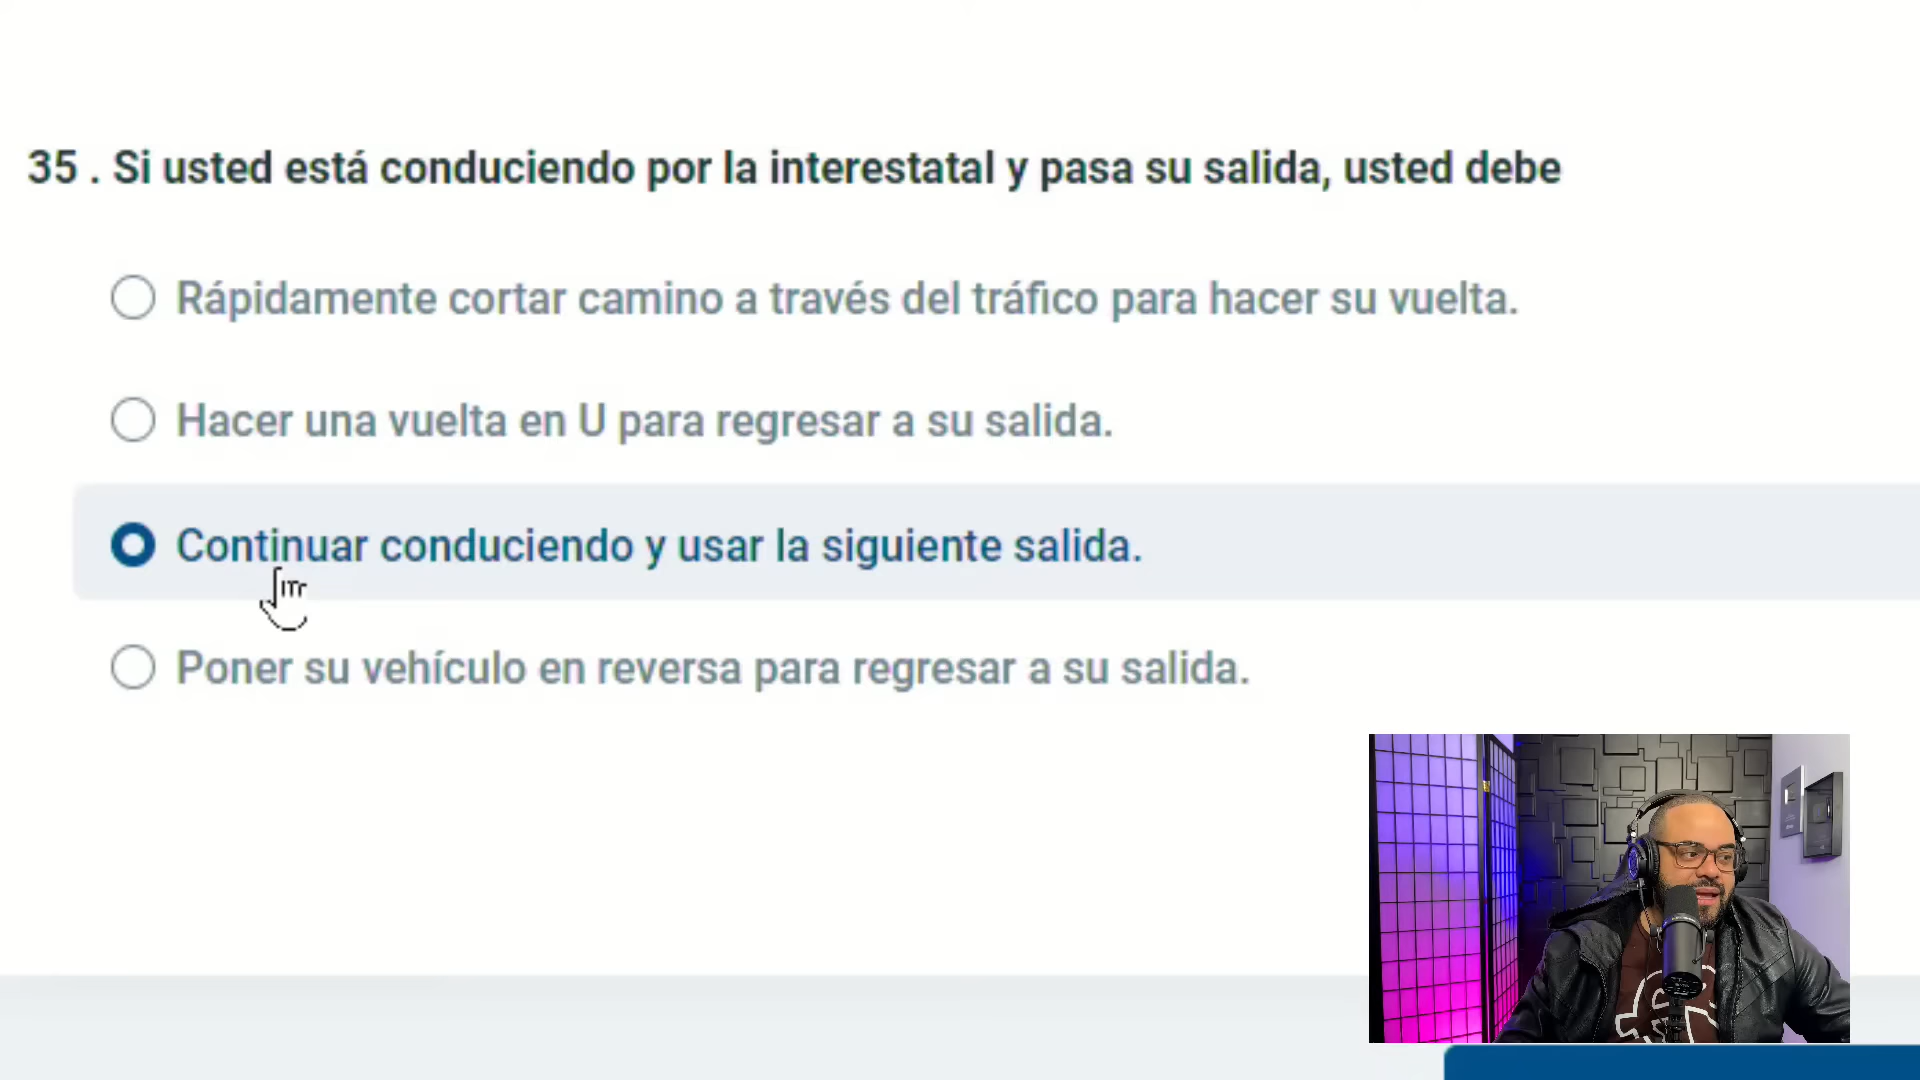 35 . Si usted está conduciendo por la interestatal y pasa su salida, usted debe
Rápidamente cortar camino a través del tráfico para hacer su vuelta.
Hacer una vuelta en U para regresar a su salida.
Continuar conduciendo y usar la siguiente salida.
Poner su vehículo en reversa para regresar a su salida.